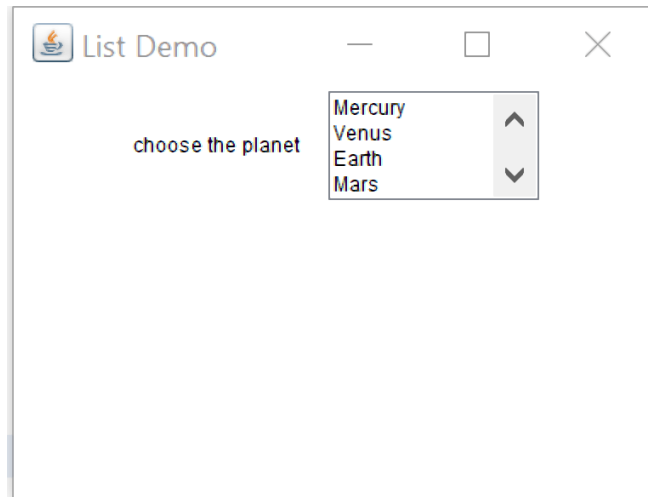 List Demo
choose the planet
Mercury
Venus
Earth
Mars